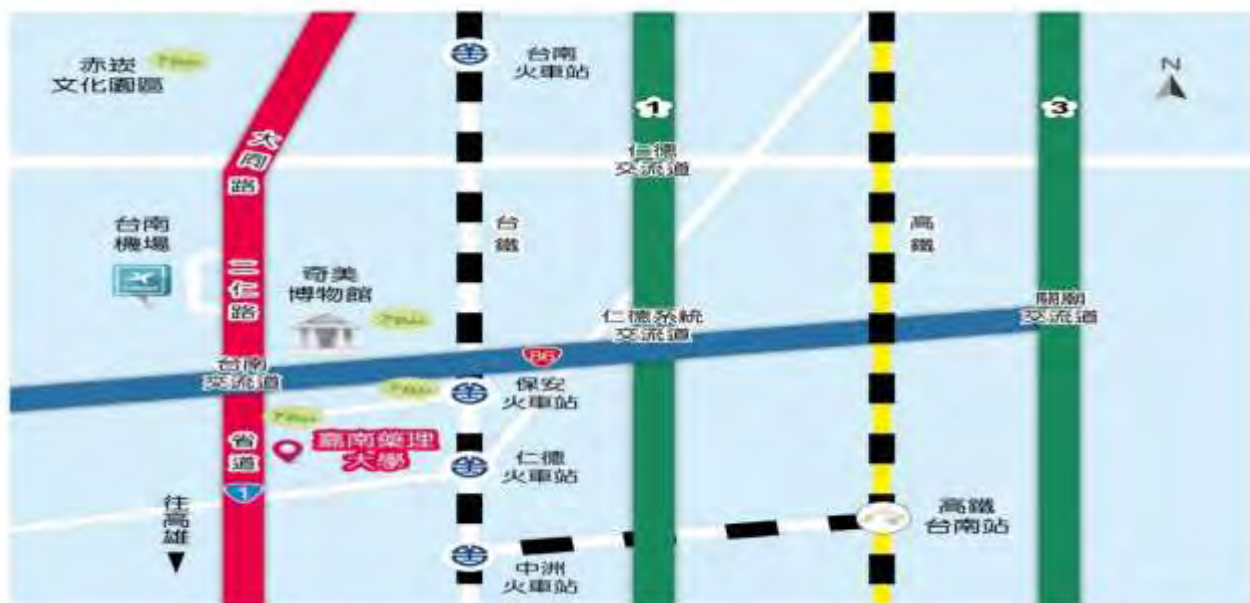 赤崁
文化園區
台南
火車站
1
3
N
大同路
仁德
交流道
台鐵
高鐵
台南
機場
二仁路
奇美
博物館
仁德系統
交流道
關廟
交流道
86
台南
交流道
保安
火車站
省道
1
嘉南藥理
大學
仁德
火車站
往高雄
高鐵
台南站
中洲
火車站